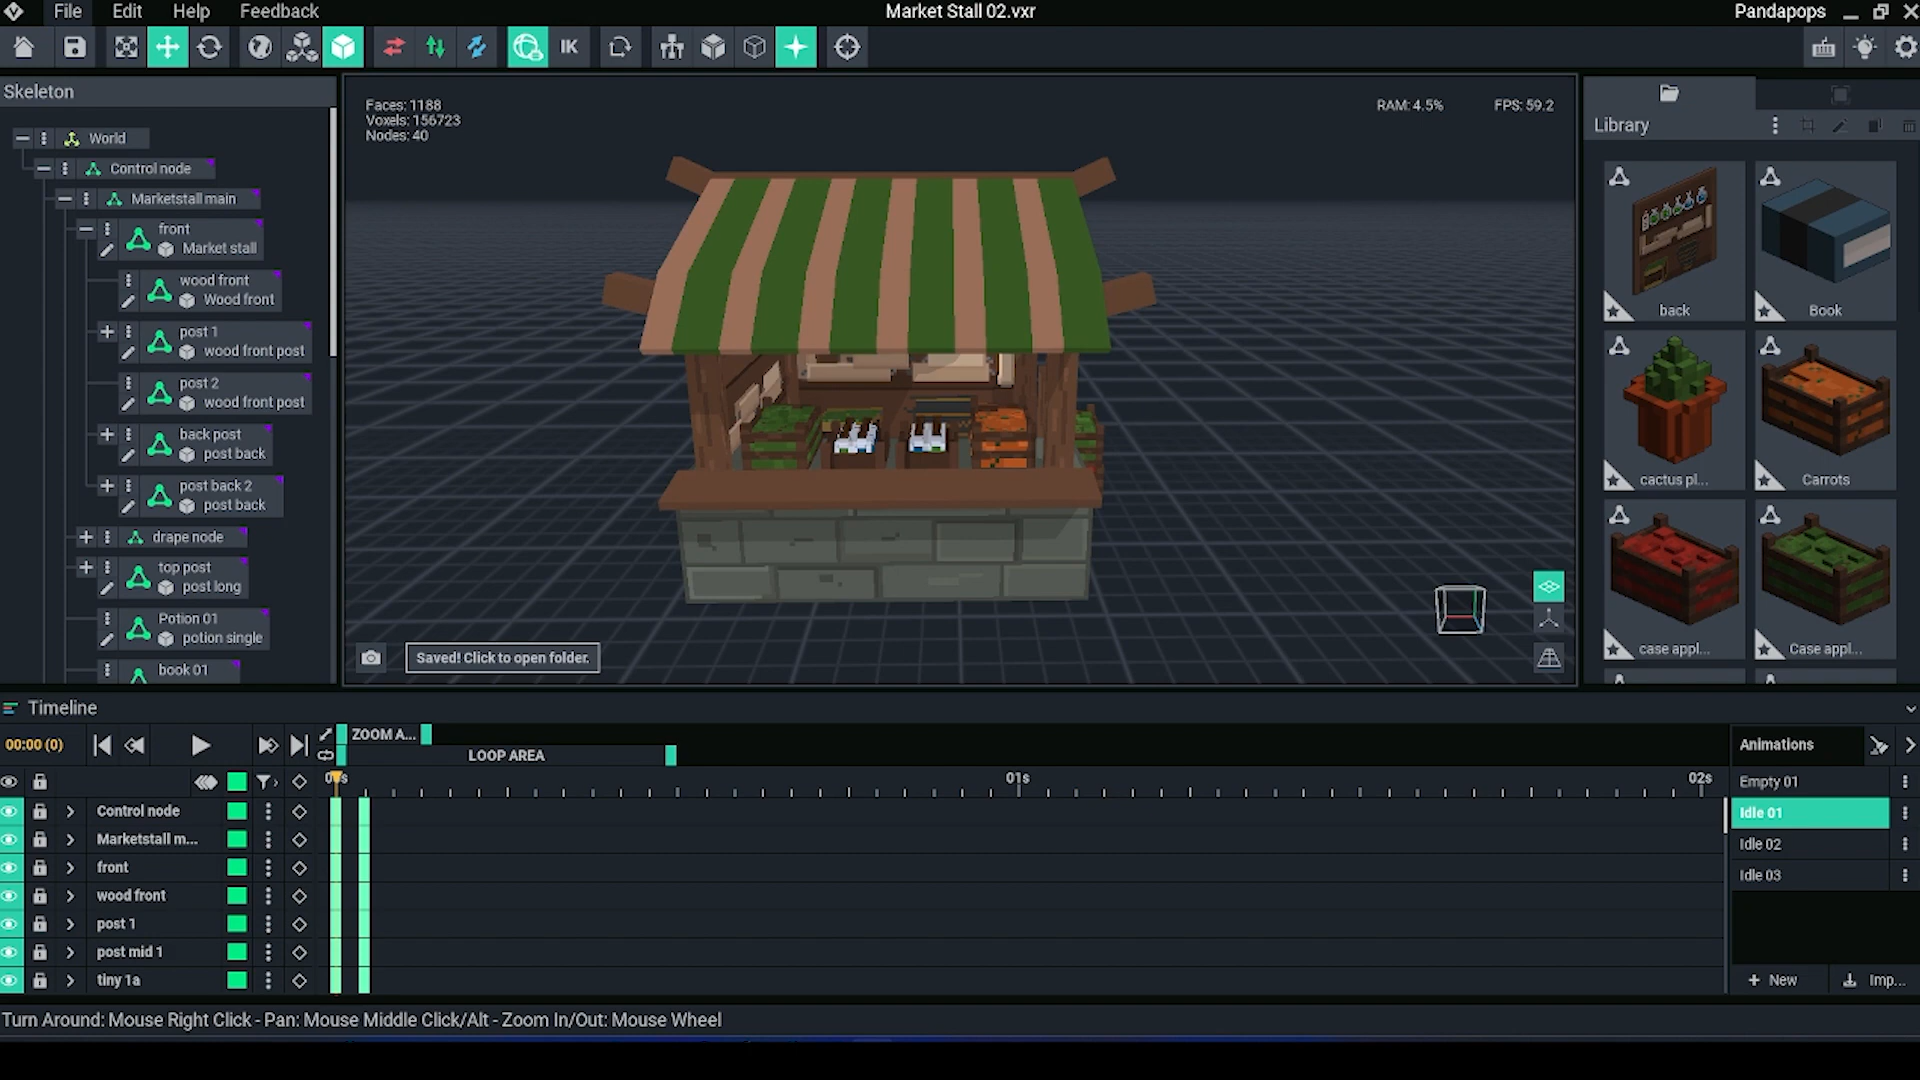 File Edit Help Feedback
Market Stall 02.vxr
Pandapops
IK
Skeleton
World
Control node
Marketstall main
front
Market stall
wood front
Wood front
post 1
wood front post
post 2
wood front post
back post
post back
post back 2
post back
drape node
top post
post long
Potion 01
potion single
book 01
Faces: 1188
Voxels: 156723
Nodes: 40
RAM: 4.5%
FPS: 59.2
Saved! Click to open folder.
Library
back
Book
cactus pl...
Carrots
case appl...
Case appl...
Timeline
00:00 (0)
ZOOM A...
LOOP AREA
01s
02s
Control node
Marketstall m...
front
wood front
post 1
post mid 1
tiny 1a
Animations
Empty 01
Idle 01
Idle 02
Idle 03
+ New
Imp...
Turn Around: Mouse Right Click - Pan: Mouse Middle Click/Alt - Zoom In/Out: Mouse Wheel